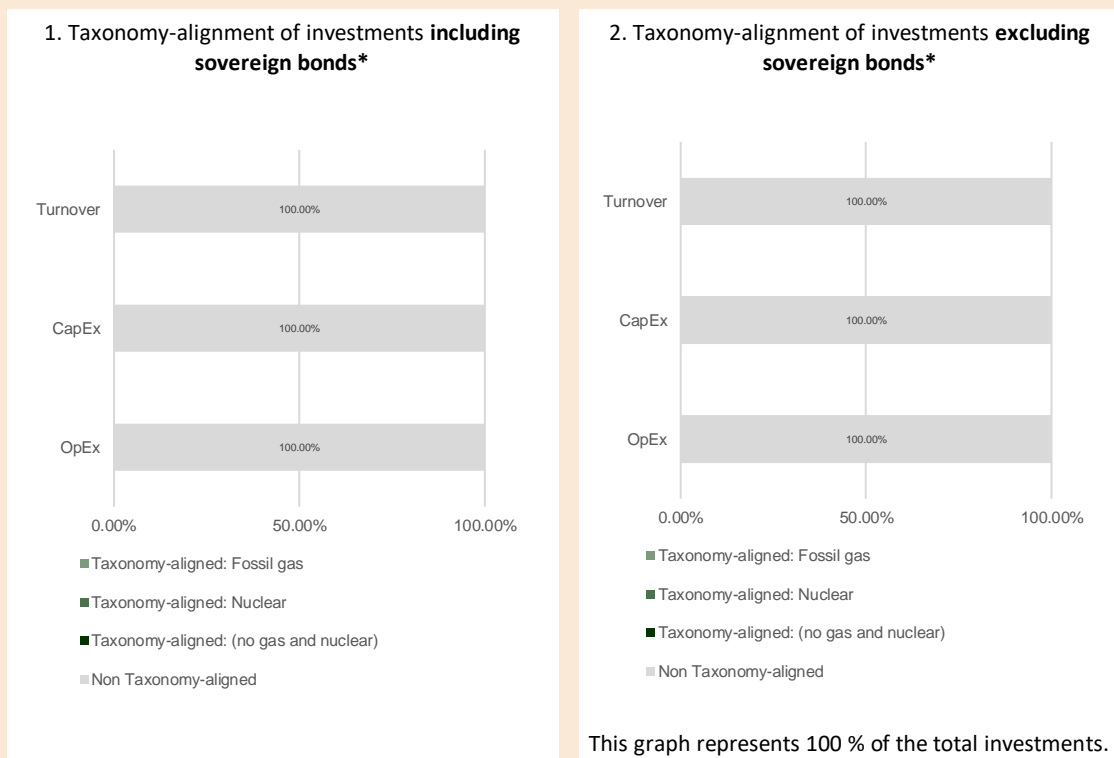 1. Taxonomy-alignment of investments including
sovereign bonds*
Turnover
100.00%
CapEx
100.00%
OpEx
100.00%
0.00%
50.00%
100.00%
Taxonomy-aligned: Fossil gas
Taxonomy-aligned: Nuclear
Taxonomy-aligned: (no gas and nuclear)
Non Taxonomy-aligned
2. Taxonomy-alignment of investments excluding
sovereign bonds*
Turnover
100.00%
CapEx
100.00%
OpEx
100.00%
0.00%
50.00%
100.00%
Taxonomy-aligned: Fossil gas
Taxonomy-aligned: Nuclear
Taxonomy-aligned: (no gas and nuclear)
Non Taxonomy-aligned
This graph represents 100 % of the total investments.